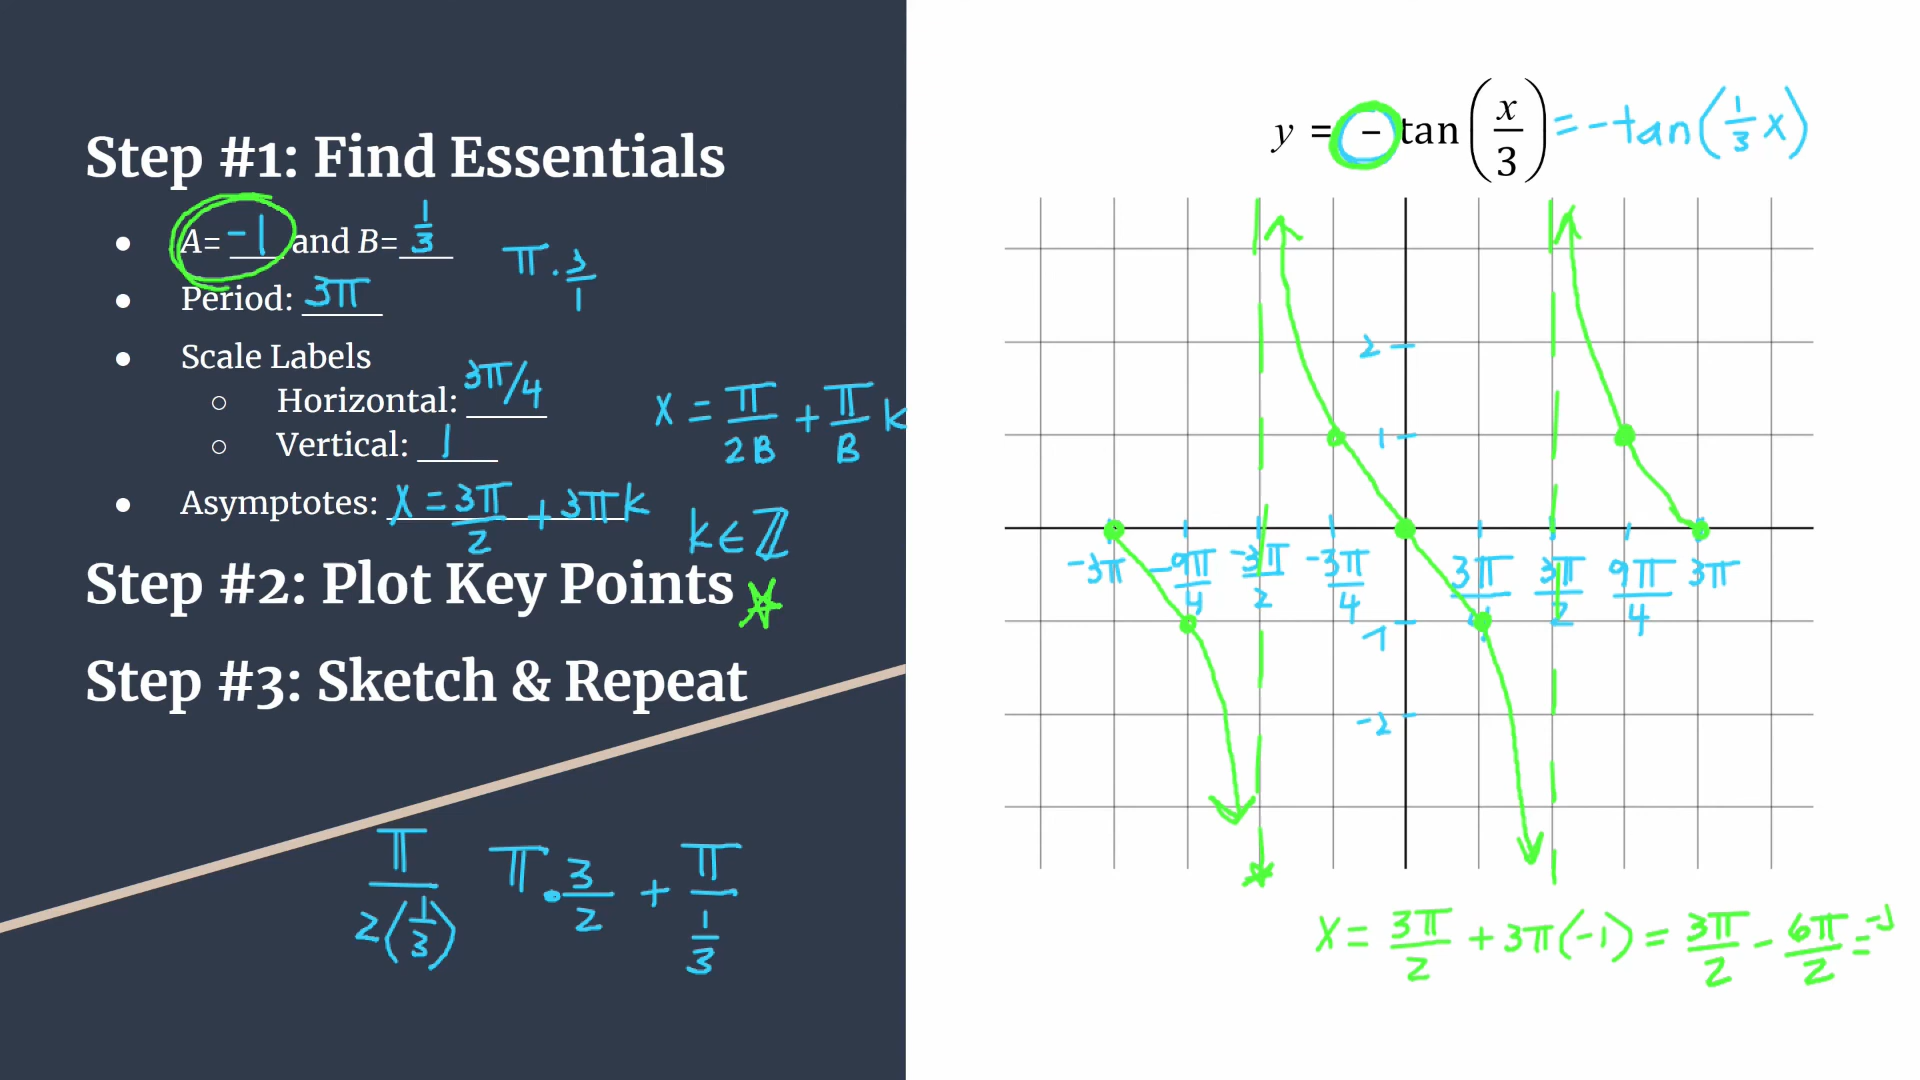 Step #1: Find Essentials
● A= -1 and B= 1/3
π · 3/1
● Period: 3π
● Scale Labels
○ Horizontal: 3π/4
○ Vertical: 1
x = π/2B + π/B k
● Asymptotes: x = 3π/2 + 3πk
k ∈ ℤ
Step #2: Plot Key Points
Step #3: Sketch & Repeat
π/2(1/3) π · 3/2 + π/(1/3)
y = − tan(x/3) = -tan(1/3 x)
2
1
-3π -9π/4 -3π/2 -3π/4 3π/4 3π/2 9π/4 3π
-1
-2
x = 3π/2 + 3π(-1) = 3π/2 - 6π/2 =